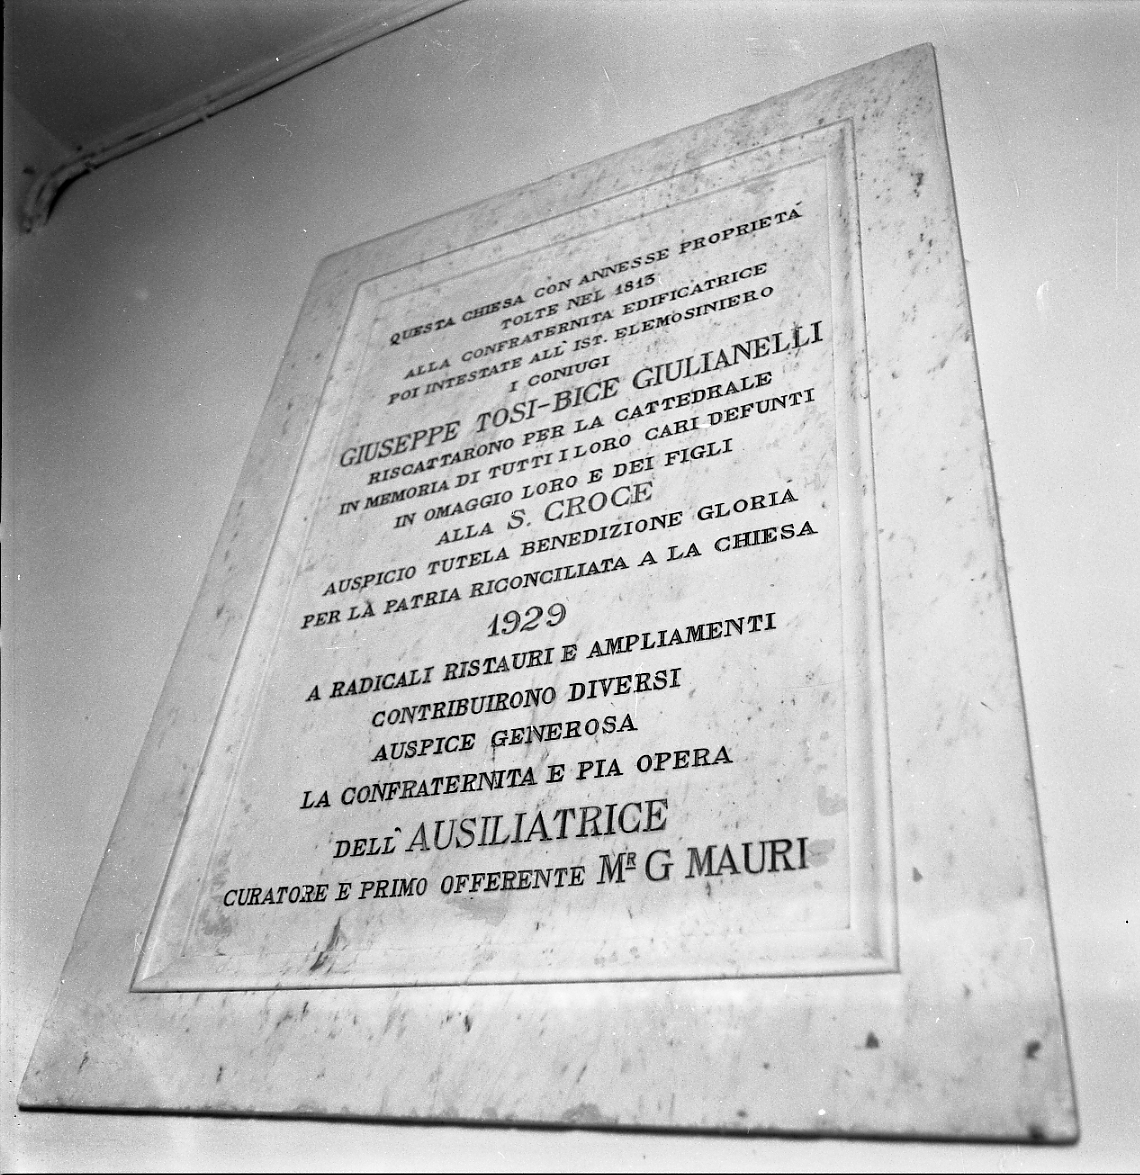 QUESTA CHIESA CON ANNESSE PROPRIETÀ
TOLTE NEL 1813
ALLA CONFRATERNITA EDIFICATRICE
POI INTESTATE ALL' IST. ELEMOSINIERO
I CONIUGI
GIUSEPPE TOSI-BICE GIULIANELLI
RISCATTARONO PER LA CATTEDRALE
IN MEMORIA DI TUTTI I LORO CARI DEFUNTI
IN OMAGGIO LORO E DEI FIGLI
ALLA S. CROCE
AUSPICIO TUTELA BENEDIZIONE GLORIA
PER LA PATRIA RICONCILIATA A LA CHIESA
1929
A RADICALI RISTAURI E AMPLIAMENTI
CONTRIBUIRONO DIVERSI
AUSPICE GENEROSA
LA CONFRATERNITA E PIA OPERA
DELL' AUSILIATRICE
CURATORE E PRIMO OFFERENTE Mᴿ G MAURI